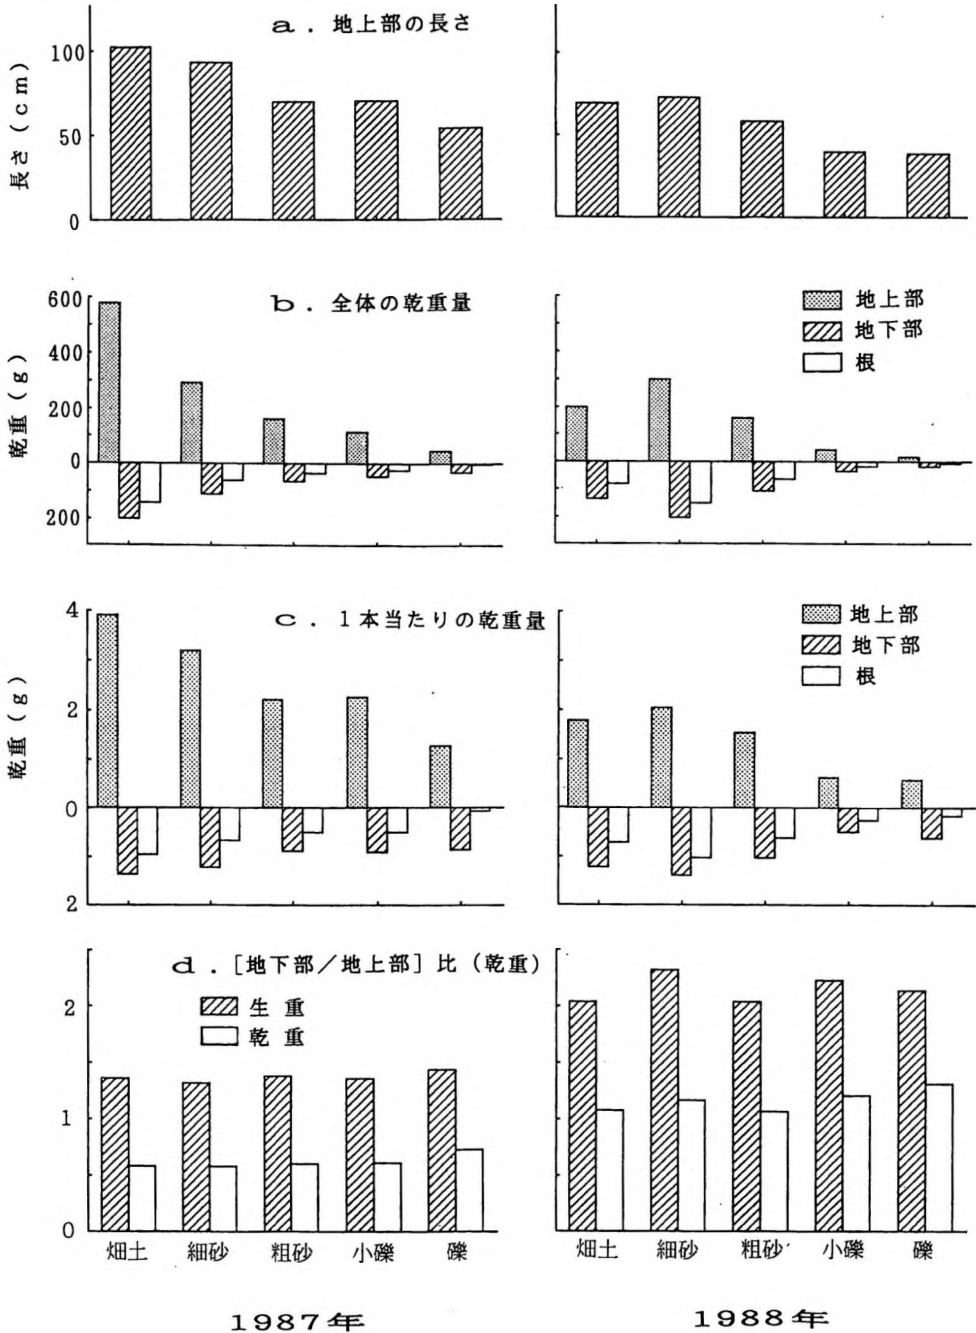 a．地上部の長さ
長さ(cm)
100
50
0
b．全体の乾重量
乾重(g)
600
400
200
0
200
地上部
地下部
根
c．1本当たりの乾重量
乾重(g)
4
2
0
2
地上部
地下部
根
d．[地下部／地上部]比(乾重)
生重
乾重
2
1
0
畑土 細砂 粗砂 小礫 礫
畑土 細砂 粗砂 小礫 礫
1987年 1988年